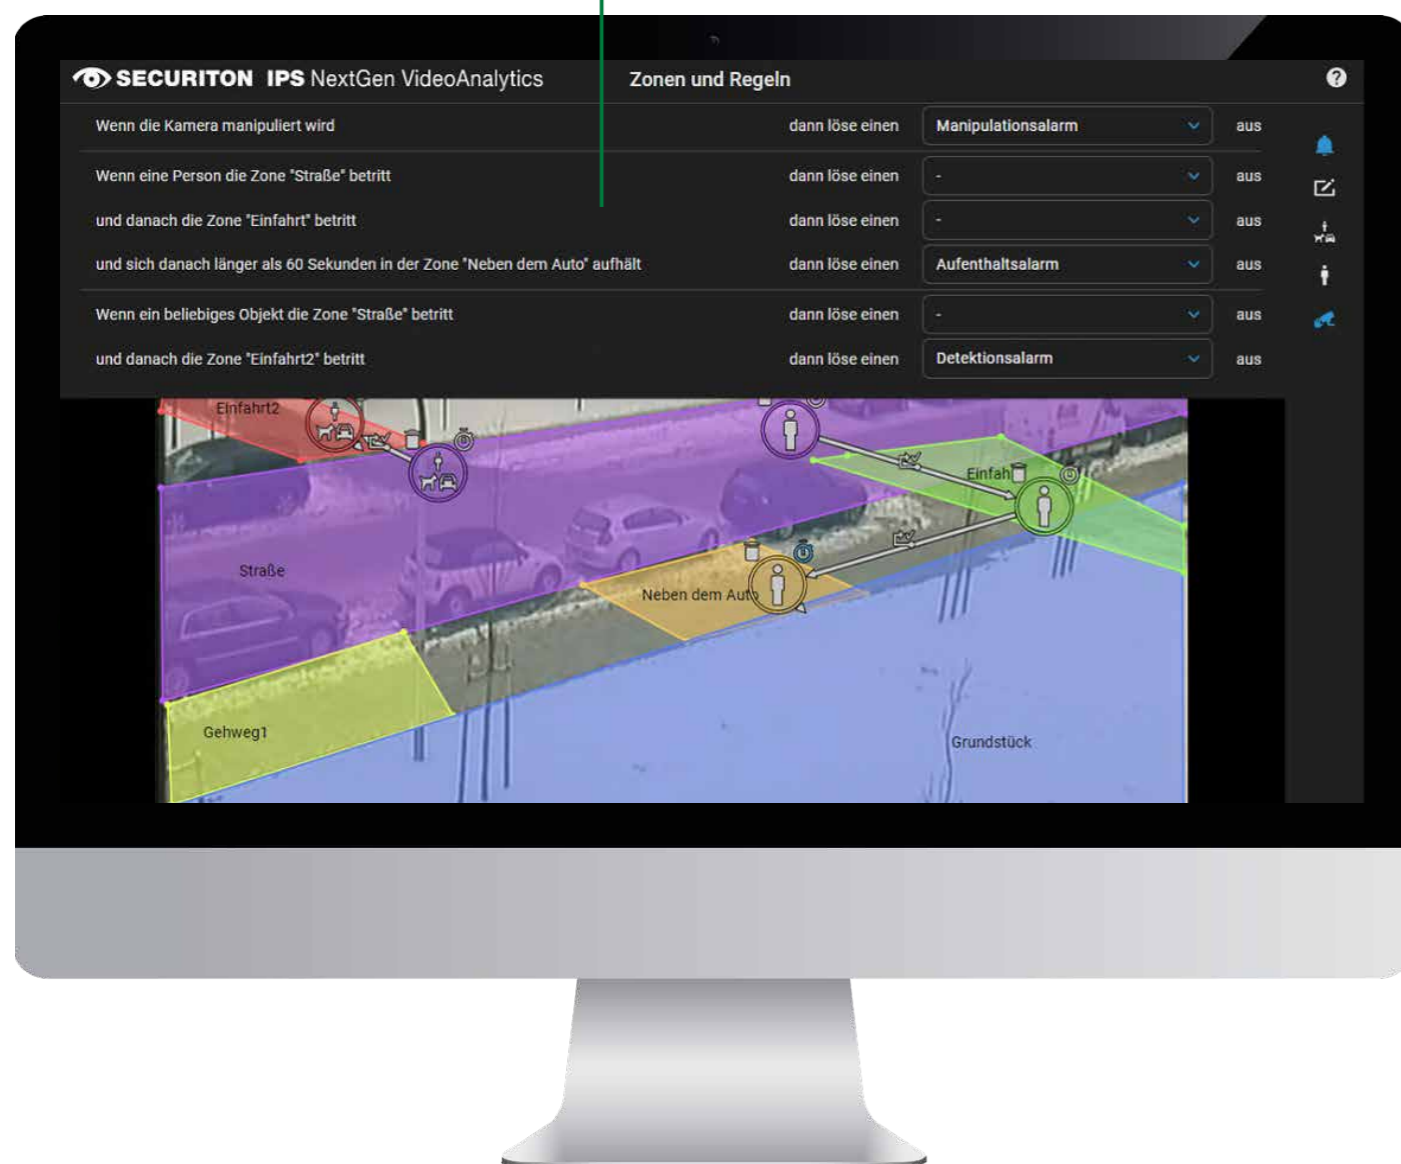 SECURITON IPS NextGen VideoAnalytics Zonen und Regeln
Wenn die Kamera manipuliert wird dann löse einen Manipulationsalarm aus
Wenn eine Person die Zone "Straße" betritt dann löse einen - aus
und danach die Zone "Einfahrt" betritt dann löse einen - aus
und sich danach länger als 60 Sekunden in der Zone "Neben dem Auto" aufhält dann löse einen Aufenthaltsalarm aus
Wenn ein beliebiges Objekt die Zone "Straße" betritt dann löse einen - aus
und danach die Zone "Einfahrt2" betritt dann löse einen Detektionsalarm aus
Einfahrt2
Einfah
Straße
Neben dem Auto
Gehweg1
Grundstück